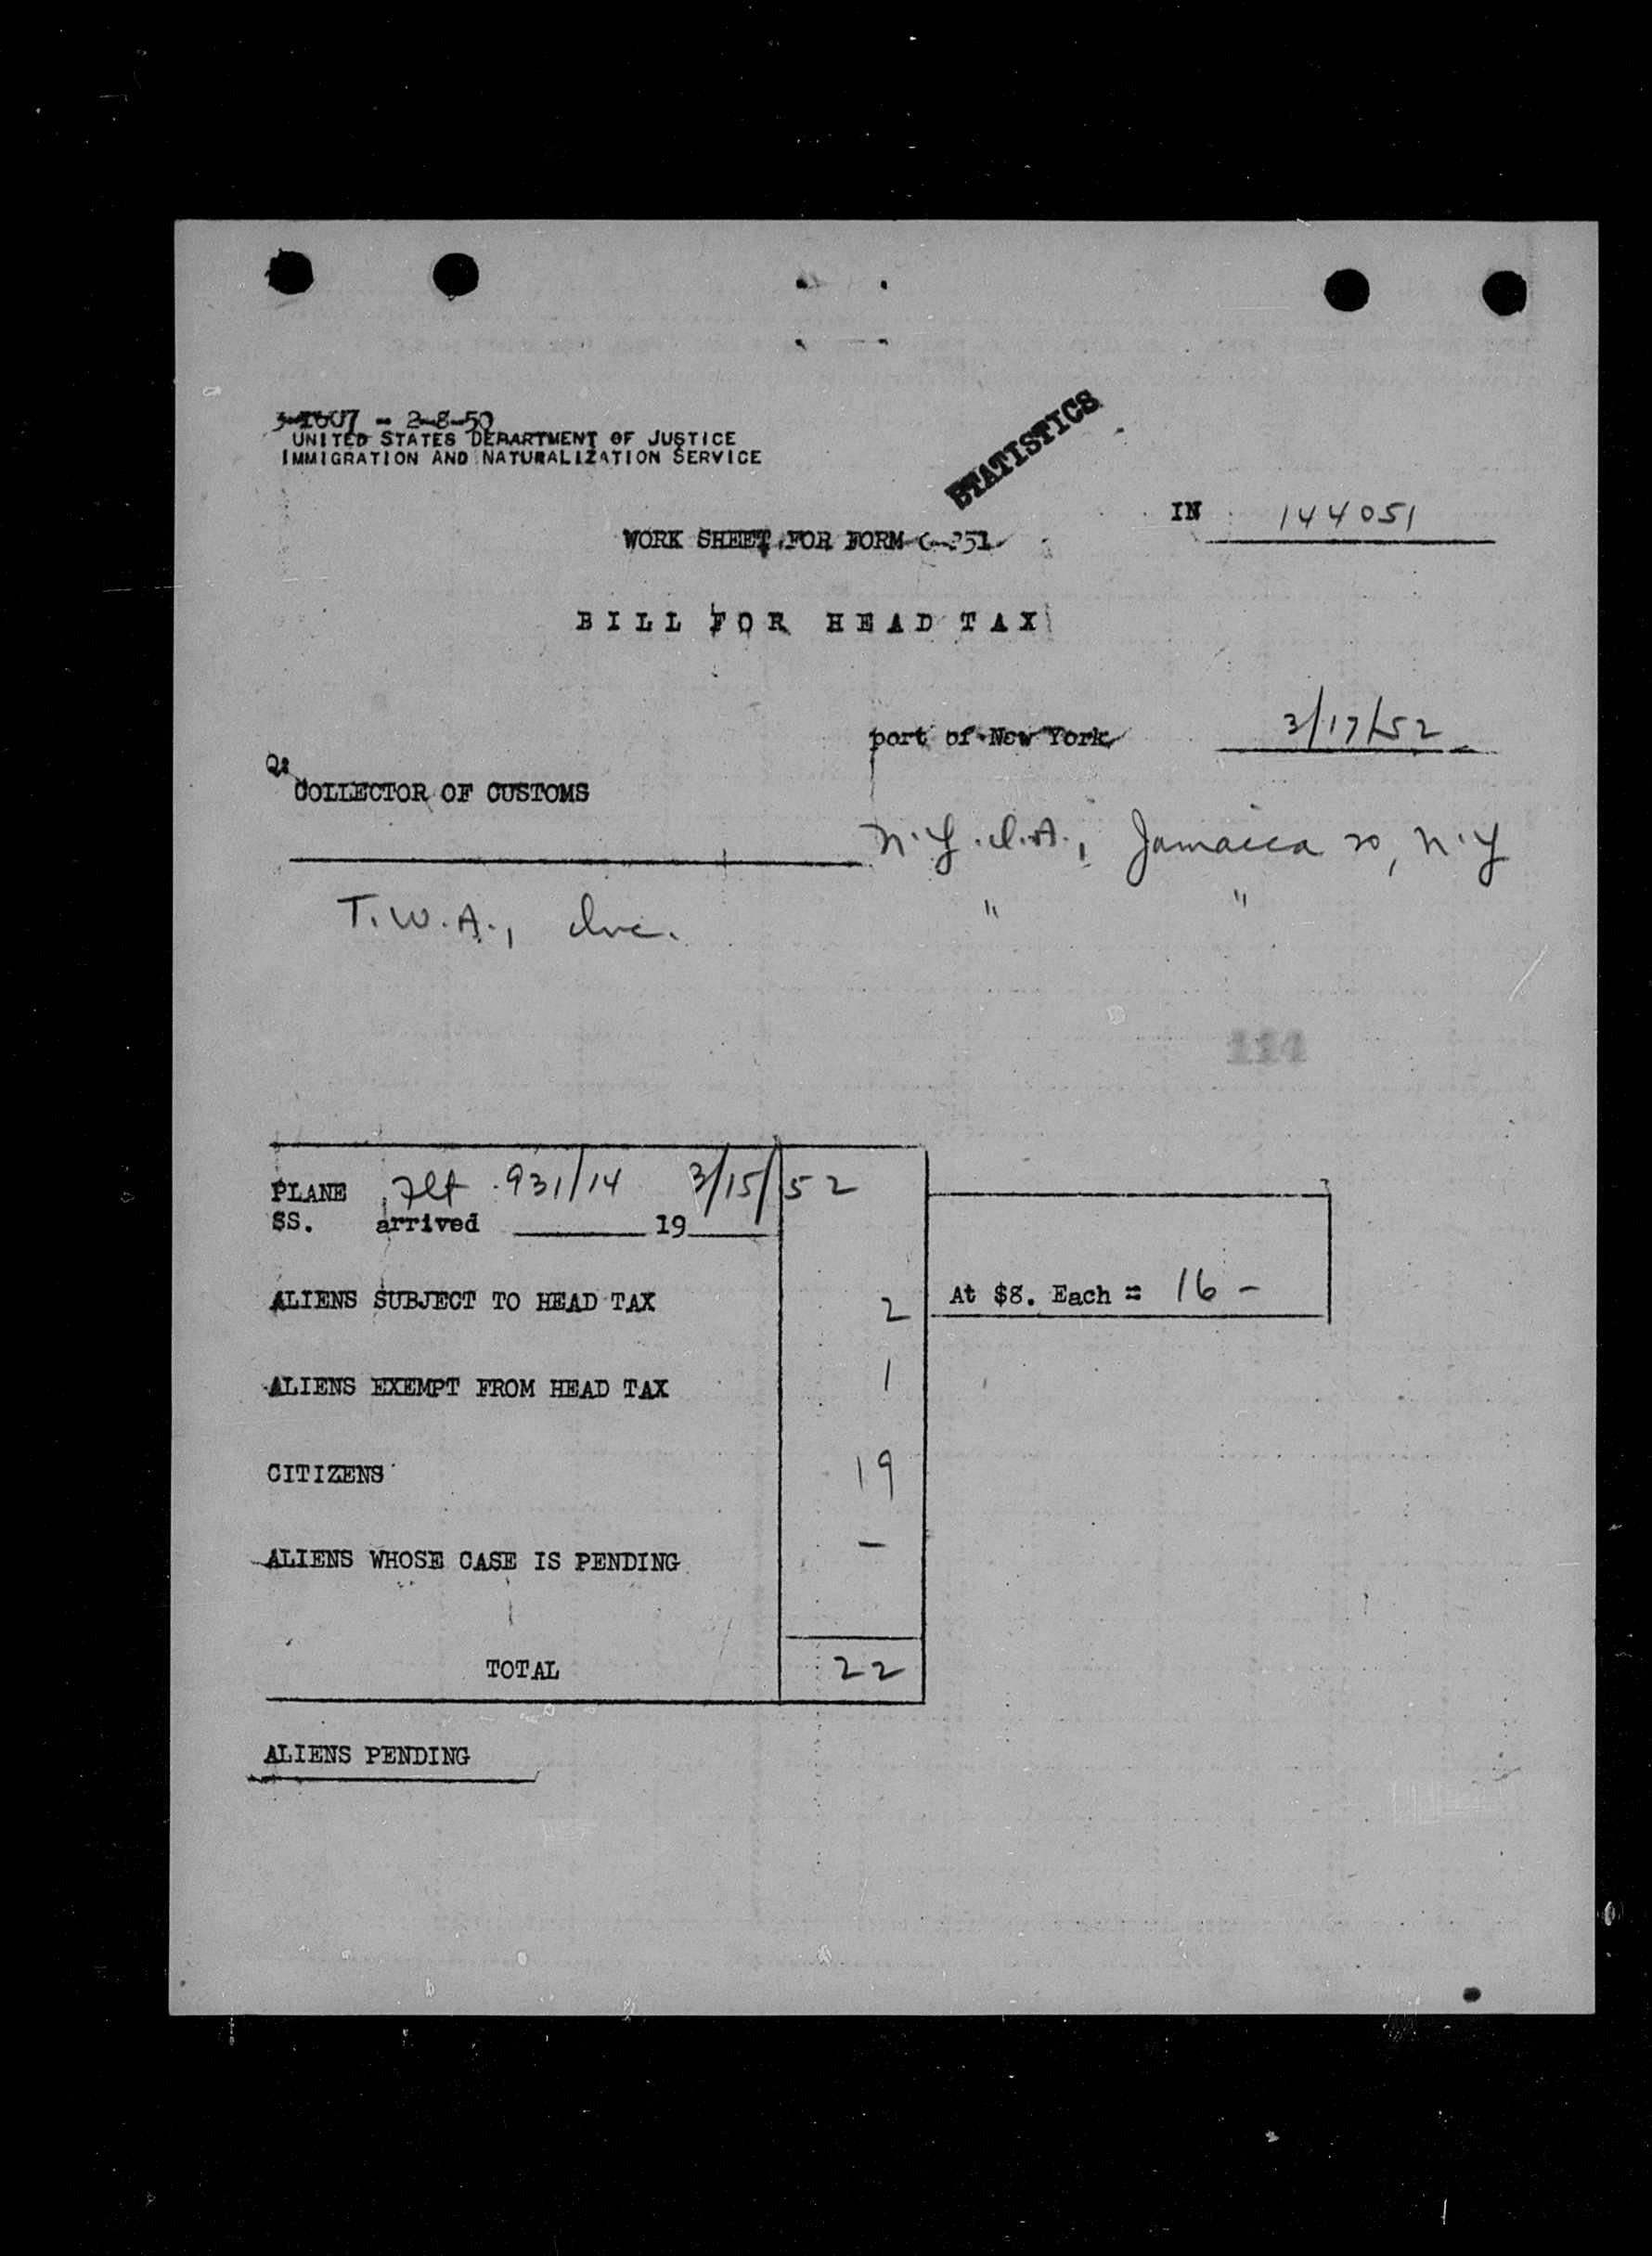 3-1607 - 2-8-50
UNITED STATES DEPARTMENT OF JUSTICE
IMMIGRATION AND NATURALIZATION SERVICE
STATISTICS
IN 144051
WORK SHEET FOR FORM C-251
BILL FOR HEAD TAX
port of New York 3/17/52
COLLECTOR OF CUSTOMS
N.Y.I.A., Jamaica 30, N.Y
T.W.A., Inc. " "
114
PLANE Flt 931/14 3/15/52
SS. arrived 19
ALIENS SUBJECT TO HEAD TAX 2 At $8. Each = 16 -
ALIENS EXEMPT FROM HEAD TAX 1
CITIZENS 19
ALIENS WHOSE CASE IS PENDING -
TOTAL 22
ALIENS PENDING